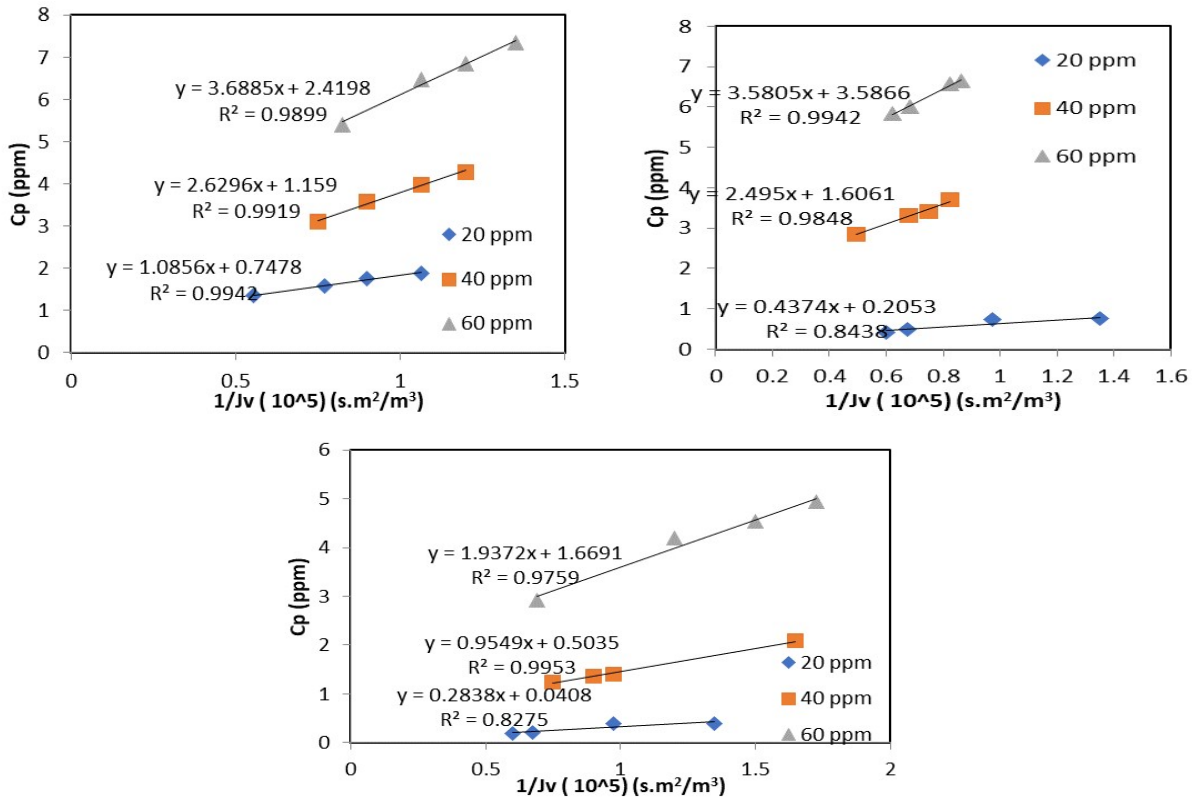 8
7
6
5
4
3
2
1
0
Cp (ppm)
y = 3.6885x + 2.4198
R² = 0.9899
y = 2.6296x + 1.159
R² = 0.9919
y = 1.0856x + 0.7478
R² = 0.9942
20 ppm
40 ppm
60 ppm
0 0.5 1 1.5
1/Jv ( 10^5) (s.m²/m³)
8
7
6
5
4
3
2
1
0
Cp (ppm)
y = 3.5805x + 3.5866
R² = 0.9942
y = 2.495x + 1.6061
R² = 0.9848
y = 0.4374x + 0.2053
R² = 0.8438
20 ppm
40 ppm
60 ppm
0 0.2 0.4 0.6 0.8 1 1.2 1.4 1.6
1/Jv ( 10^5) (s.m²/m³)
6
5
4
3
2
1
0
Cp (ppm)
y = 1.9372x + 1.6691
R² = 0.9759
y = 0.9549x + 0.5035
R² = 0.9953
y = 0.2838x + 0.0408
R² = 0.8275
20 ppm
40 ppm
60 ppm
0 0.5 1 1.5 2
1/Jv ( 10^5) (s.m²/m³)